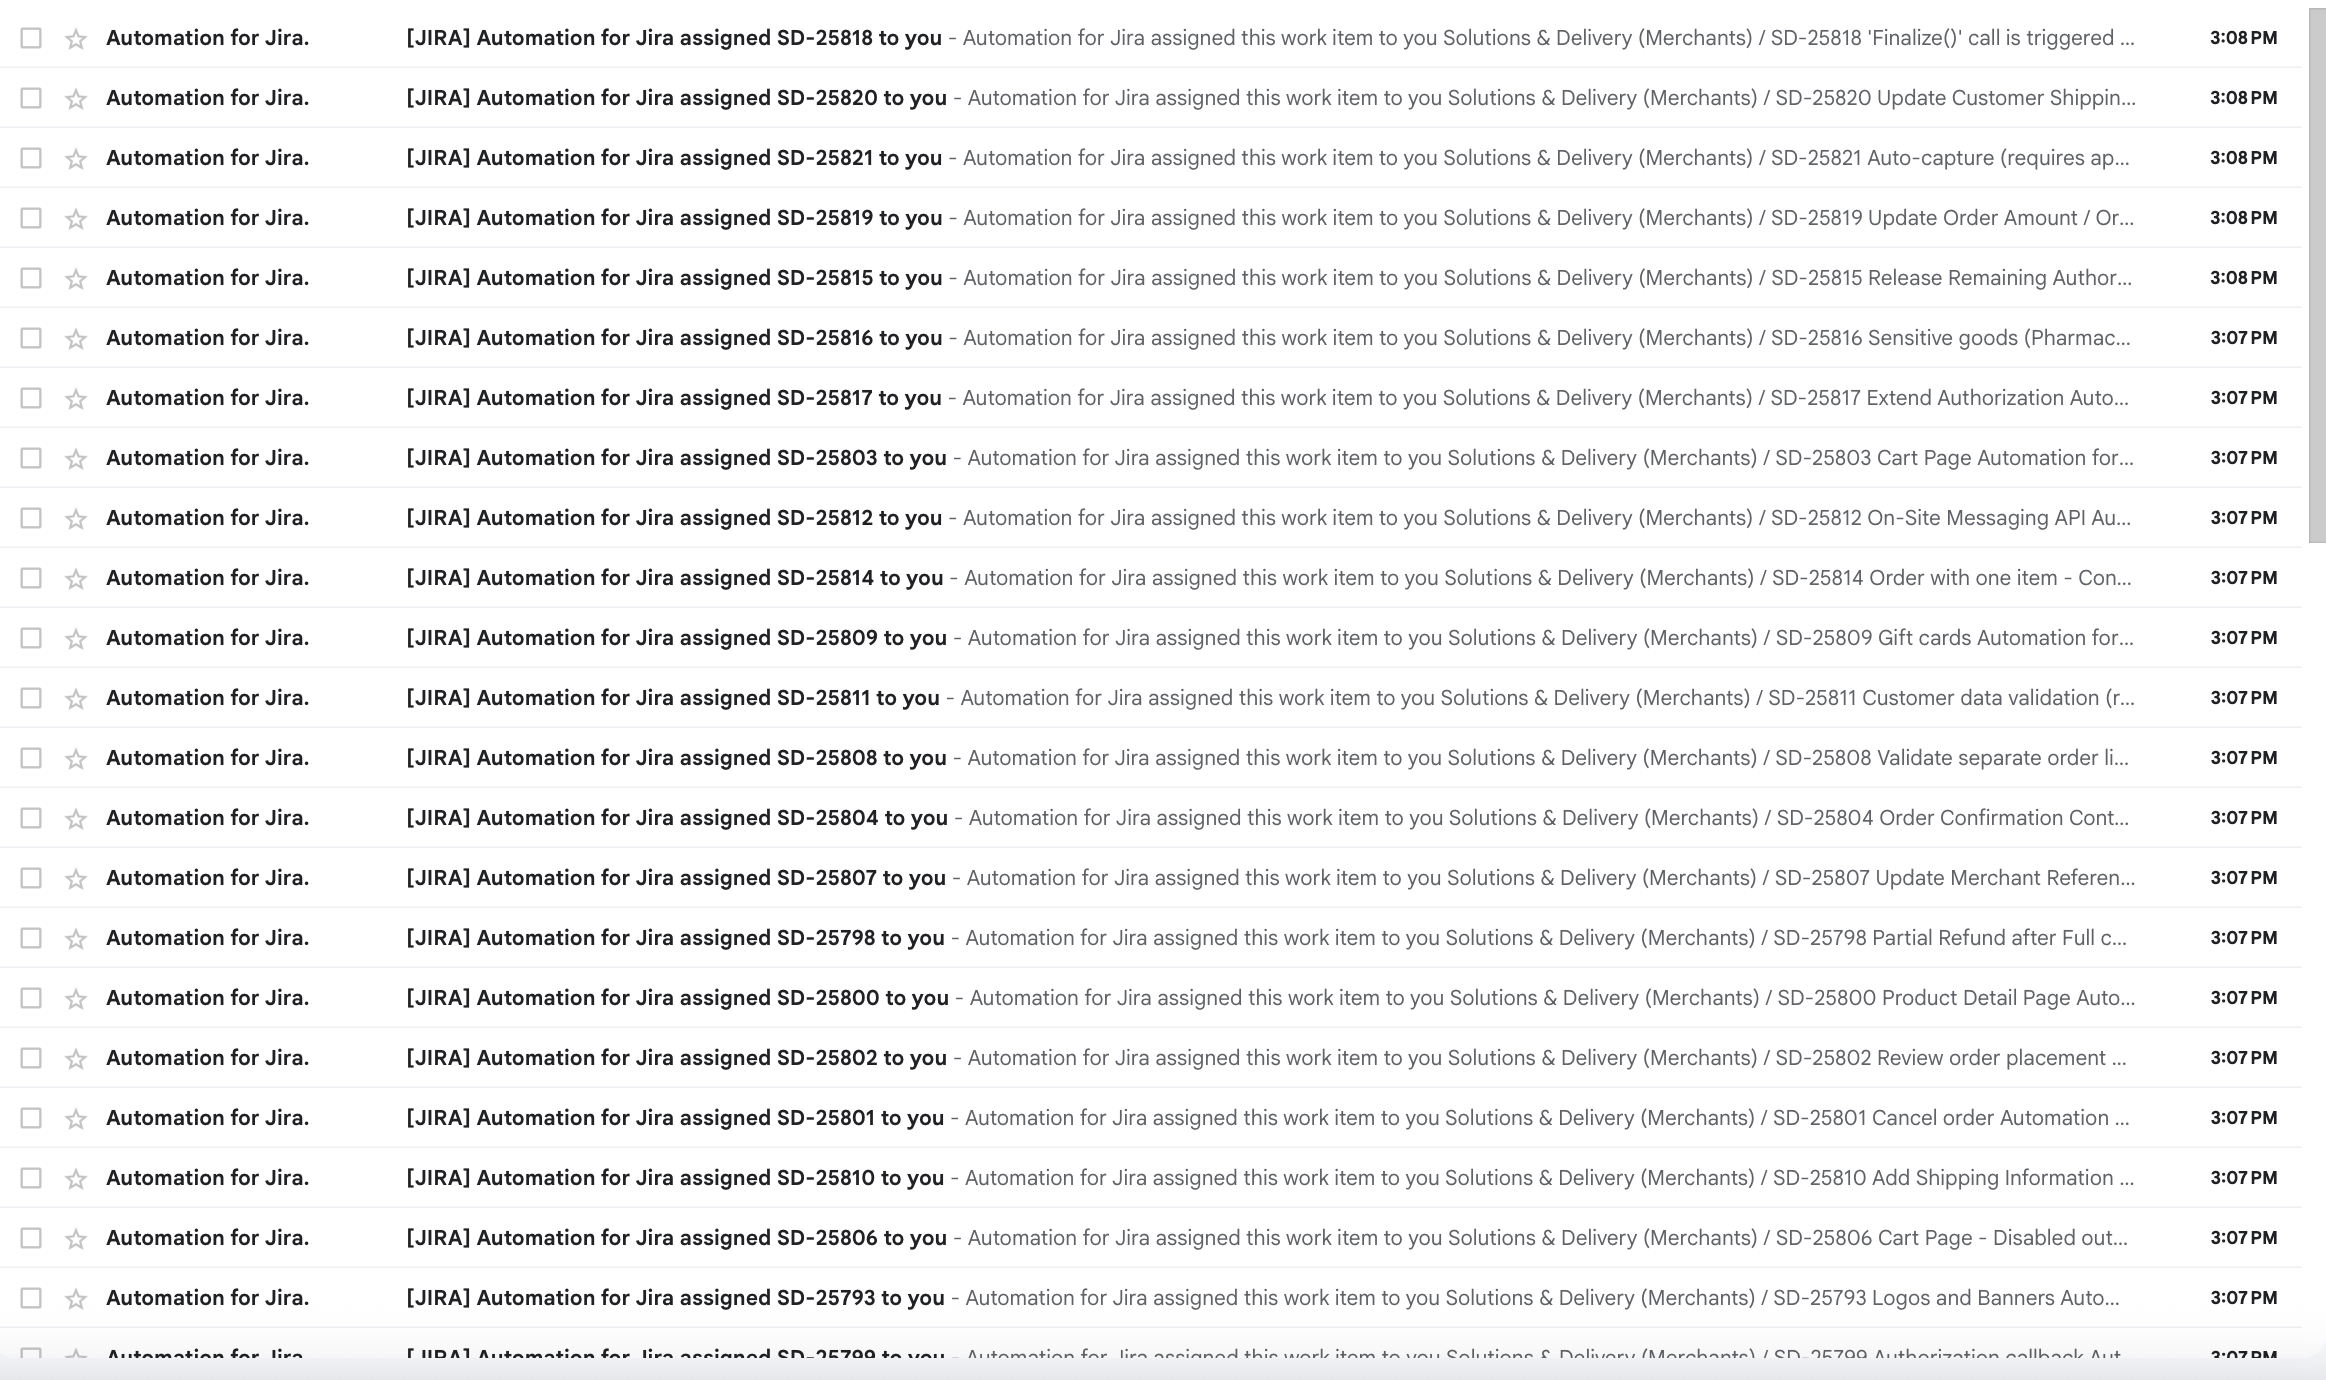 Automation for Jira. [JIRA] Automation for Jira assigned SD-25818 to you - Automation for Jira assigned this work item to you Solutions & Delivery (Merchants) / SD-25818 'Finalize()' call is triggered ... 3:08 PM
Automation for Jira. [JIRA] Automation for Jira assigned SD-25820 to you - Automation for Jira assigned this work item to you Solutions & Delivery (Merchants) / SD-25820 Update Customer Shippin... 3:08 PM
Automation for Jira. [JIRA] Automation for Jira assigned SD-25821 to you - Automation for Jira assigned this work item to you Solutions & Delivery (Merchants) / SD-25821 Auto-capture (requires ap... 3:08 PM
Automation for Jira. [JIRA] Automation for Jira assigned SD-25819 to you - Automation for Jira assigned this work item to you Solutions & Delivery (Merchants) / SD-25819 Update Order Amount / Or... 3:08 PM
Automation for Jira. [JIRA] Automation for Jira assigned SD-25815 to you - Automation for Jira assigned this work item to you Solutions & Delivery (Merchants) / SD-25815 Release Remaining Author... 3:08 PM
Automation for Jira. [JIRA] Automation for Jira assigned SD-25816 to you - Automation for Jira assigned this work item to you Solutions & Delivery (Merchants) / SD-25816 Sensitive goods (Pharmac... 3:07 PM
Automation for Jira. [JIRA] Automation for Jira assigned SD-25817 to you - Automation for Jira assigned this work item to you Solutions & Delivery (Merchants) / SD-25817 Extend Authorization Auto... 3:07 PM
Automation for Jira. [JIRA] Automation for Jira assigned SD-25803 to you - Automation for Jira assigned this work item to you Solutions & Delivery (Merchants) / SD-25803 Cart Page Automation for... 3:07 PM
Automation for Jira. [JIRA] Automation for Jira assigned SD-25812 to you - Automation for Jira assigned this work item to you Solutions & Delivery (Merchants) / SD-25812 On-Site Messaging API Au... 3:07 PM
Automation for Jira. [JIRA] Automation for Jira assigned SD-25814 to you - Automation for Jira assigned this work item to you Solutions & Delivery (Merchants) / SD-25814 Order with one item - Con... 3:07 PM
Automation for Jira. [JIRA] Automation for Jira assigned SD-25809 to you - Automation for Jira assigned this work item to you Solutions & Delivery (Merchants) / SD-25809 Gift cards Automation for... 3:07 PM
Automation for Jira. [JIRA] Automation for Jira assigned SD-25811 to you - Automation for Jira assigned this work item to you Solutions & Delivery (Merchants) / SD-25811 Customer data validation (r... 3:07 PM
Automation for Jira. [JIRA] Automation for Jira assigned SD-25808 to you - Automation for Jira assigned this work item to you Solutions & Delivery (Merchants) / SD-25808 Validate separate order li... 3:07 PM
Automation for Jira. [JIRA] Automation for Jira assigned SD-25804 to you - Automation for Jira assigned this work item to you Solutions & Delivery (Merchants) / SD-25804 Order Confirmation Cont... 3:07 PM
Automation for Jira. [JIRA] Automation for Jira assigned SD-25807 to you - Automation for Jira assigned this work item to you Solutions & Delivery (Merchants) / SD-25807 Update Merchant Referen... 3:07 PM
Automation for Jira. [JIRA] Automation for Jira assigned SD-25798 to you - Automation for Jira assigned this work item to you Solutions & Delivery (Merchants) / SD-25798 Partial Refund after Full c... 3:07 PM
Automation for Jira. [JIRA] Automation for Jira assigned SD-25800 to you - Automation for Jira assigned this work item to you Solutions & Delivery (Merchants) / SD-25800 Product Detail Page Auto... 3:07 PM
Automation for Jira. [JIRA] Automation for Jira assigned SD-25802 to you - Automation for Jira assigned this work item to you Solutions & Delivery (Merchants) / SD-25802 Review order placement ... 3:07 PM
Automation for Jira. [JIRA] Automation for Jira assigned SD-25801 to you - Automation for Jira assigned this work item to you Solutions & Delivery (Merchants) / SD-25801 Cancel order Automation ... 3:07 PM
Automation for Jira. [JIRA] Automation for Jira assigned SD-25810 to you - Automation for Jira assigned this work item to you Solutions & Delivery (Merchants) / SD-25810 Add Shipping Information ... 3:07 PM
Automation for Jira. [JIRA] Automation for Jira assigned SD-25806 to you - Automation for Jira assigned this work item to you Solutions & Delivery (Merchants) / SD-25806 Cart Page - Disabled out... 3:07 PM
Automation for Jira. [JIRA] Automation for Jira assigned SD-25793 to you - Automation for Jira assigned this work item to you Solutions & Delivery (Merchants) / SD-25793 Logos and Banners Auto... 3:07 PM
Automation for Jira. [JIRA] Automation for Jira assigned SD-25799 to you - Automation for Jira assigned this work item to you Solutions & Delivery (Merchants) / SD-25799 Authorization callback Aut... 3:07 PM